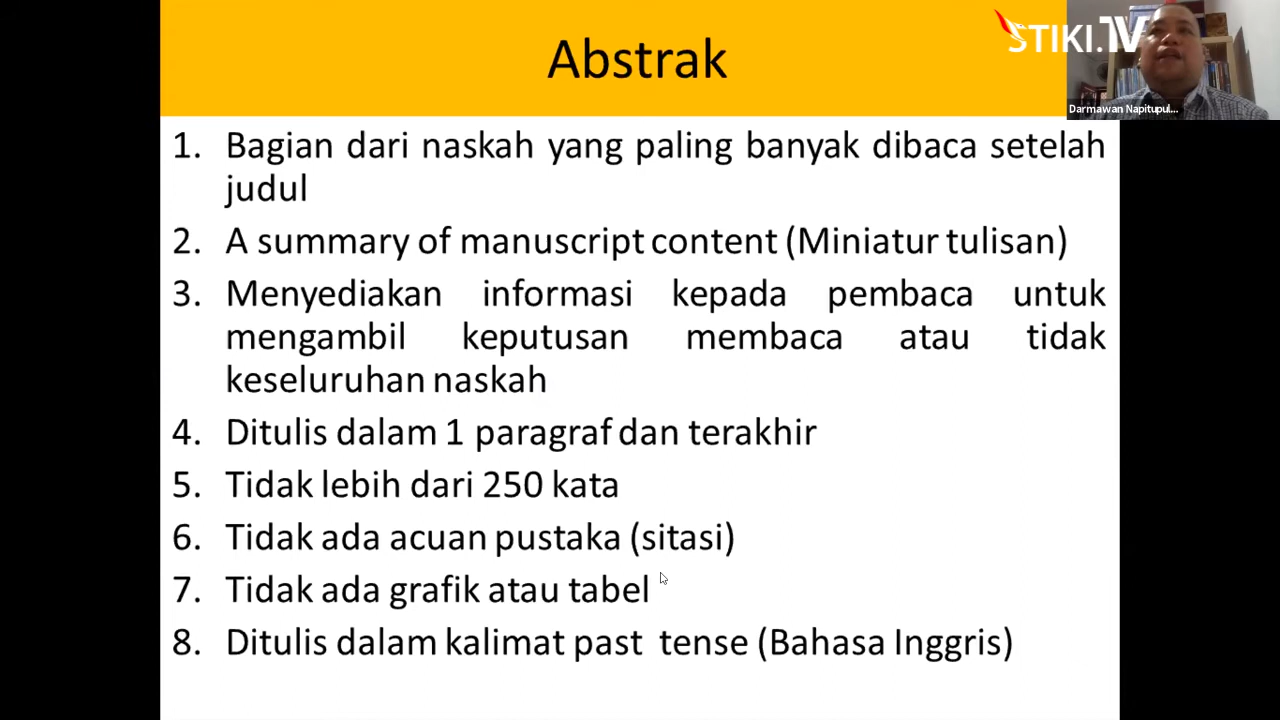 Abstrak
STIKI.TV
Darmawan Napitupul...
1. Bagian dari naskah yang paling banyak dibaca setelah
judul
2. A summary of manuscript content (Miniatur tulisan)
3. Menyediakan informasi kepada pembaca untuk
mengambil keputusan membaca atau tidak
keseluruhan naskah
4. Ditulis dalam 1 paragraf dan terakhir
5. Tidak lebih dari 250 kata
6. Tidak ada acuan pustaka (sitasi)
7. Tidak ada grafik atau tabel
8. Ditulis dalam kalimat past tense (Bahasa Inggris)